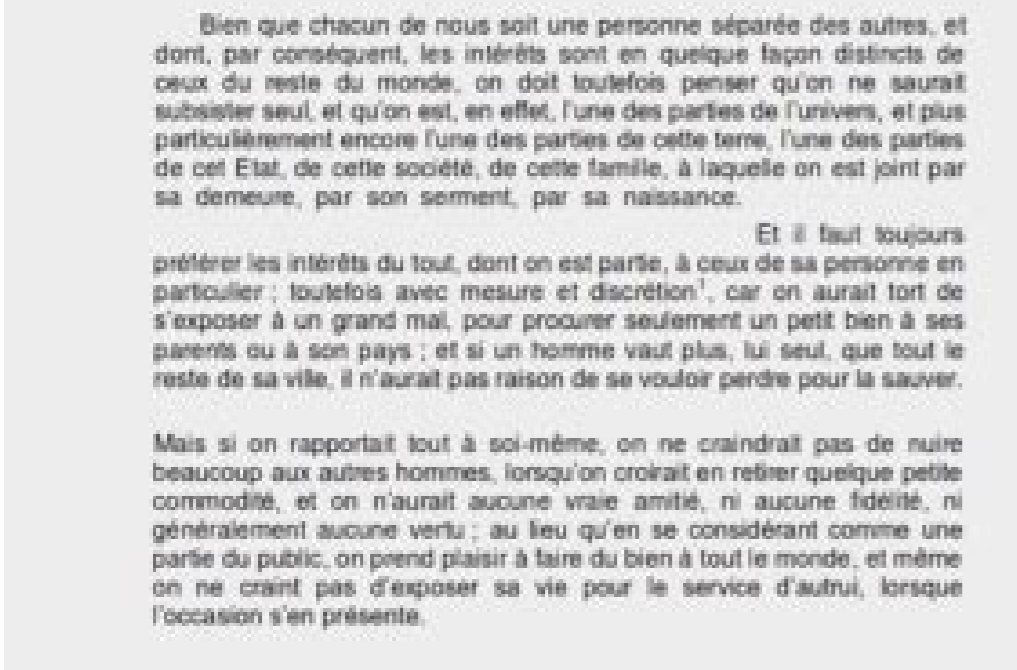 Bien que chacun de nous soit une personne séparée des autres, et
dont, par conséquent, les intérêts sont en quelque façon distincts de
ceux du reste du monde, on doit toutefois penser qu'on ne saurait
subsister seul, et qu'on est, en effet, l'une des parties de l'univers, et plus
particulièrement encore l'une des parties de cette terre, l'une des parties
de cet Etat, de cette société, de cette famille, à laquelle on est joint par
sa demeure, par son serment, par sa naissance.
Et il faut toujours
préférer les intérêts du tout, dont on est partie, à ceux de sa personne en
particulier ; toutefois avec mesure et discrétion¹, car on aurait tort de
s'exposer à un grand mal, pour procurer seulement un petit bien à ses
parents ou à son pays ; et si un homme vaut plus, lui seul, que tout le
reste de sa ville, il n'aurait pas raison de se vouloir perdre pour la sauver.
Mais si on rapportait tout à soi-même, on ne craindrait pas de nuire
beaucoup aux autres hommes, lorsqu'on croirait en retirer quelque petite
commodité, et on n'aurait aucune vraie amitié, ni aucune fidélité, ni
généralement aucune vertu ; au lieu qu'en se considérant comme une
partie du public, on prend plaisir à faire du bien à tout le monde, et même
on ne craint pas d'exposer sa vie pour le service d'autrui, lorsque
l'occasion s'en présente.